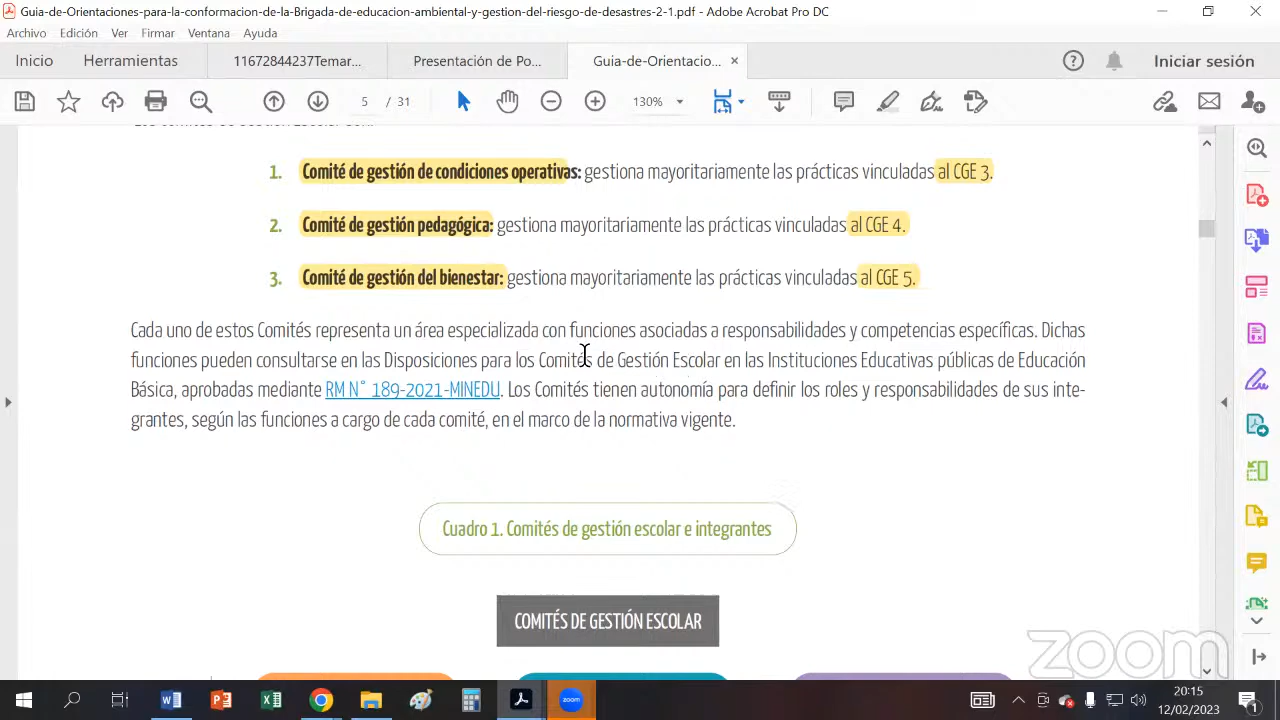 Guia-de-Orientaciones-para-la-conformacion-de-la-Brigada-de-educacion-ambiental-y-gestion-del-riesgo-de-desastres-2-1.pdf - Adobe Acrobat Pro DC
Archivo Edición Ver Firmar Ventana Ayuda
Inicio Herramientas 11672844237Temar... Presentación de Po... Guia-de-Orientacio... × Iniciar sesión
5 / 31 130%
1. Comité de gestión de condiciones operativas: gestiona mayoritariamente las prácticas vinculadas al CGE 3.
2. Comité de gestión pedagógica: gestiona mayoritariamente las prácticas vinculadas al CGE 4.
3. Comité de gestión del bienestar: gestiona mayoritariamente las prácticas vinculadas al CGE 5.
Cada uno de estos Comités representa un área especializada con funciones asociadas a responsabilidades y competencias específicas. Dichas
funciones pueden consultarse en las Disposiciones para los Comités de Gestión Escolar en las Instituciones Educativas públicas de Educación
Básica, aprobadas mediante RM N° 189-2021-MINEDU. Los Comités tienen autonomía para definir los roles y responsabilidades de sus inte-
grantes, según las funciones a cargo de cada comité, en el marco de la normativa vigente.
Cuadro 1. Comités de gestión escolar e integrantes
COMITÉS DE GESTIÓN ESCOLAR
zoom
zoom
20:15
12/02/2023
1